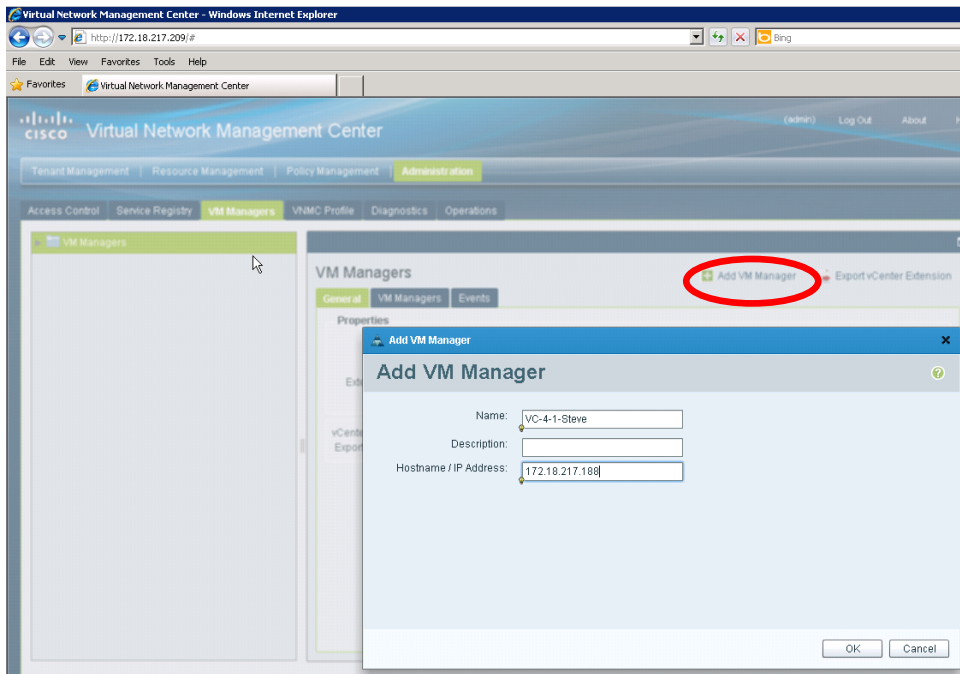 Virtual Network Management Center - Windows Internet Explorer
http://172.18.217.209/#
Bing
File Edit View Favorites Tools Help
Favorites Virtual Network Management Center
CISCO Virtual Network Management Center
(admin) Log Out About
Tenant Management | Resource Management | Policy Management | Administration
Access Control Service Registry VM Managers VNMC Profile Diagnostics Operations
VM Managers
VM Managers
Add VM Manager Export vCenter Extension
General VM Managers Events
Properties
Add VM Manager
Add VM Manager
Name: VC-4-1-Steve
Description:
Hostname / IP Address: 172.18.217.188
OK Cancel